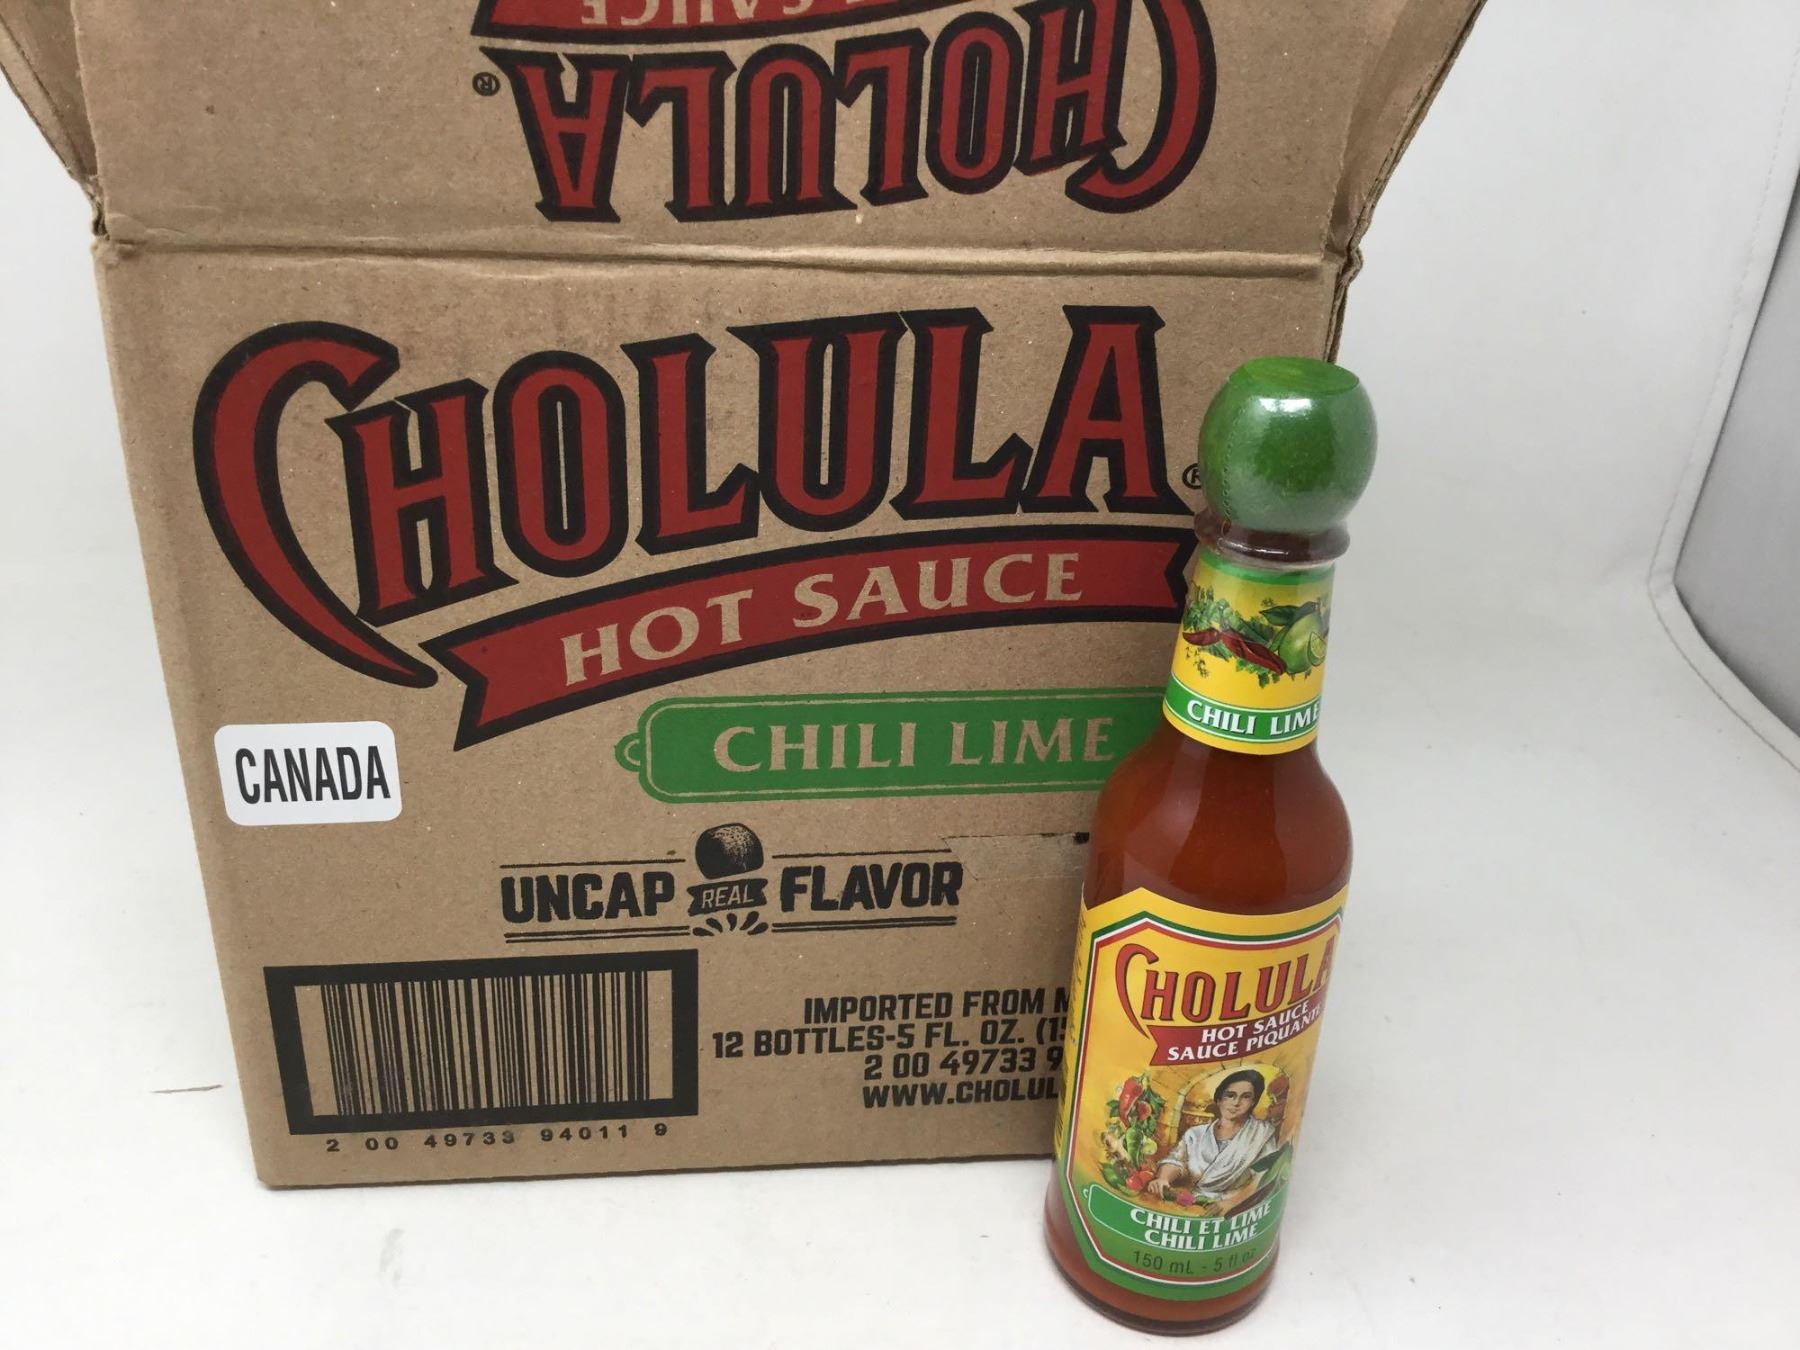 SAUCE
CHOLULA®
CHOLULA®
HOT SAUCE
CHILI LIME
CANADA
UNCAP REAL FLAVOR
IMPORTED FROM
12 BOTTLES-5 FL. OZ.
2 00 49733
WWW.CHOLUL
2 00 49733 94011 9
CHILI LIME
CHOLULA
HOT SAUCE
SAUCE PIQUANTE
CHILI ET LIME
CHILI LIME
150 mL - 5 fl oz